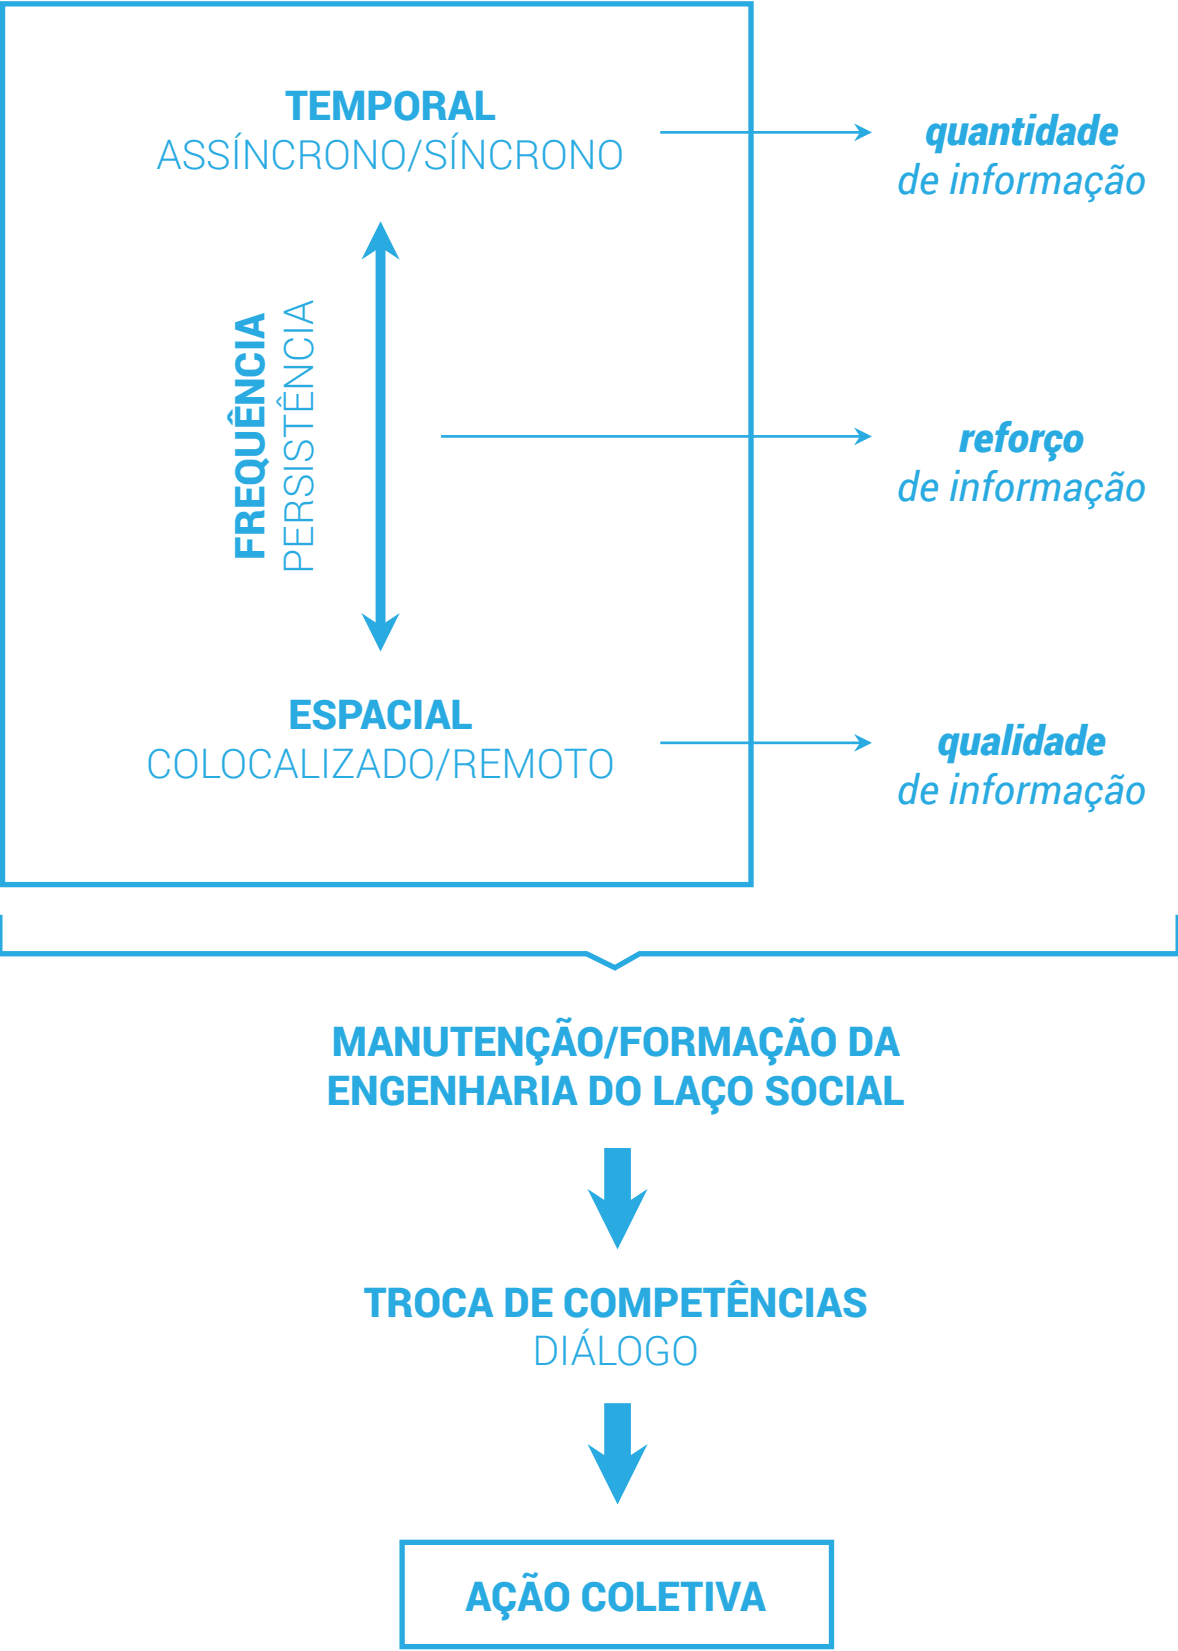 TEMPORAL
ASSÍNCRONO/SÍNCRONO
quantidade
de informação
FREQUÊNCIA
PERSISTÊNCIA
reforço
de informação
ESPACIAL
COLOCALIZADO/REMOTO
qualidade
de informação
MANUTENÇÃO/FORMAÇÃO DA
ENGENHARIA DO LAÇO SOCIAL
TROCA DE COMPETÊNCIAS
DIÁLOGO
AÇÃO COLETIVA